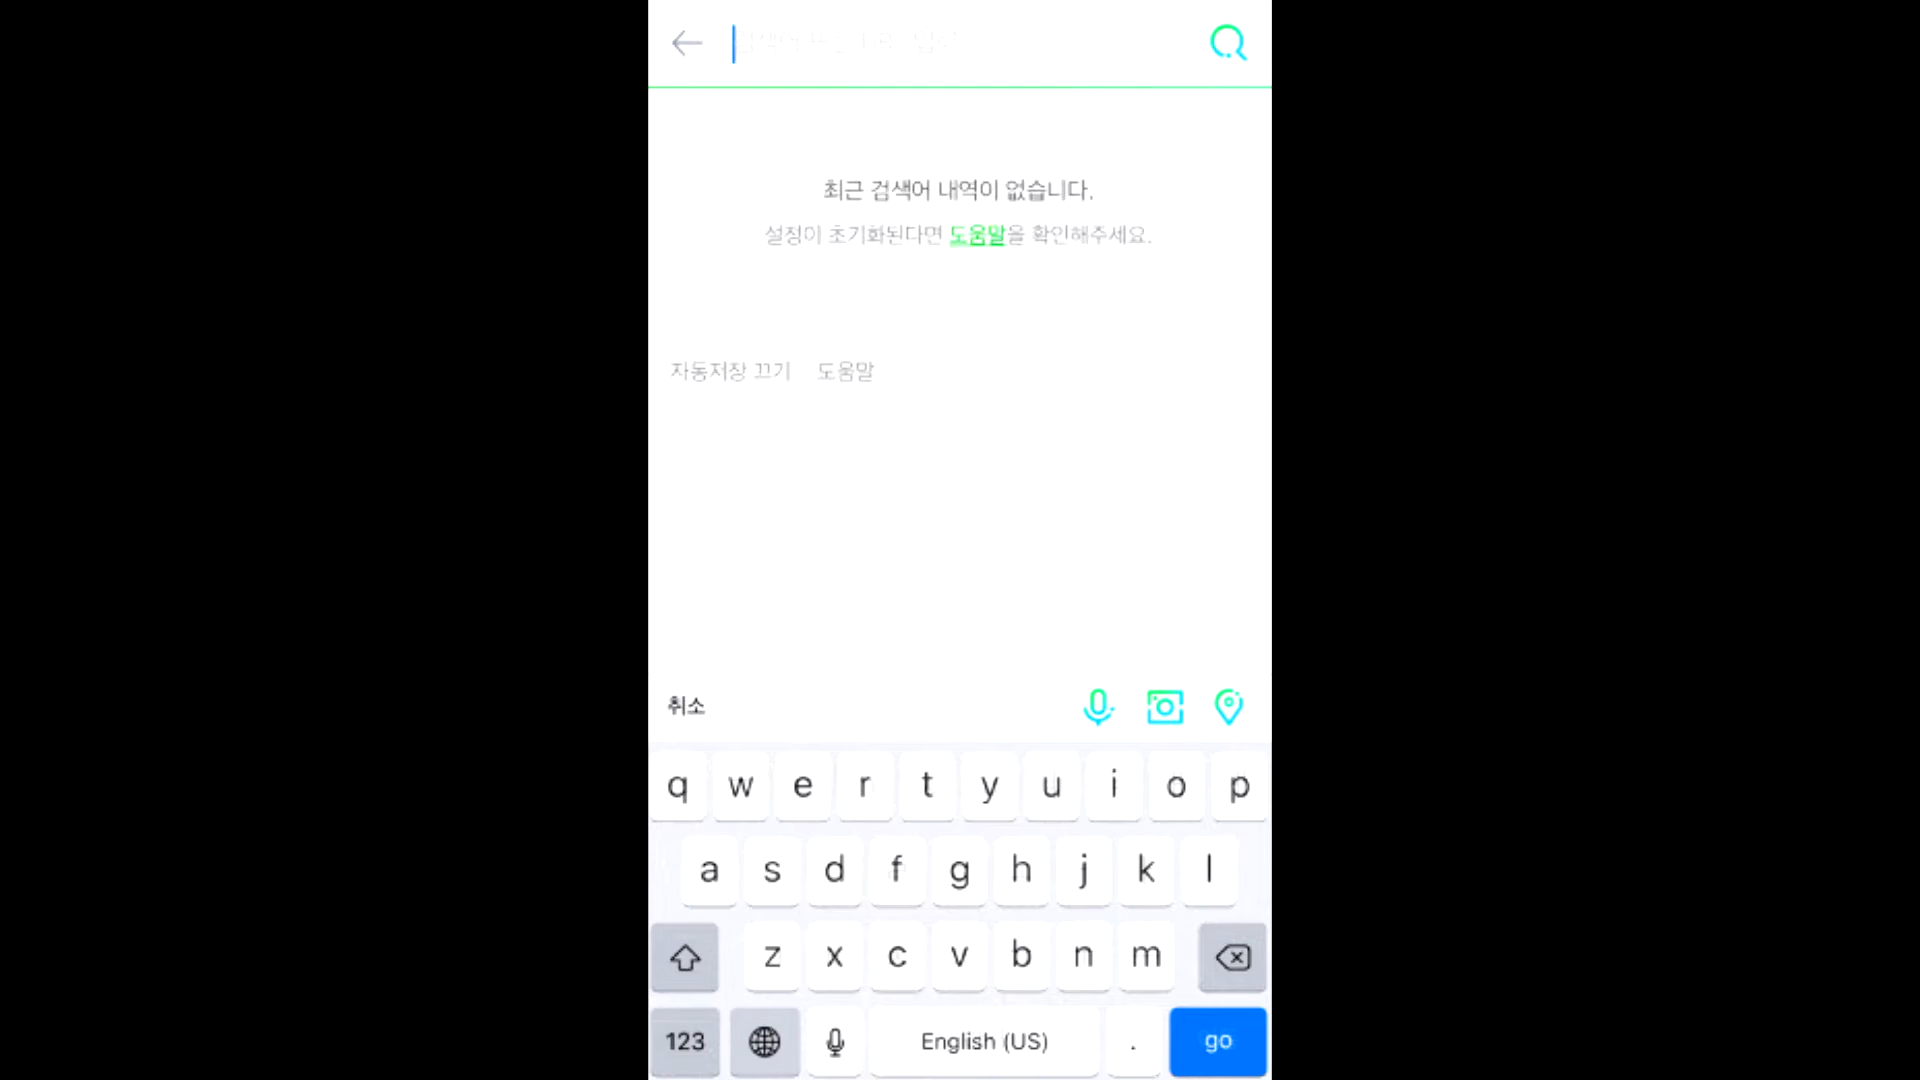 최근 검색어 내역이 없습니다.
설정이 초기화된다면 도움말을 확인해주세요.
자동저장 끄기 도움말
취소
q w e r t y u i o p
a s d f g h j k l
z x c v b n m
123 English (US) . go